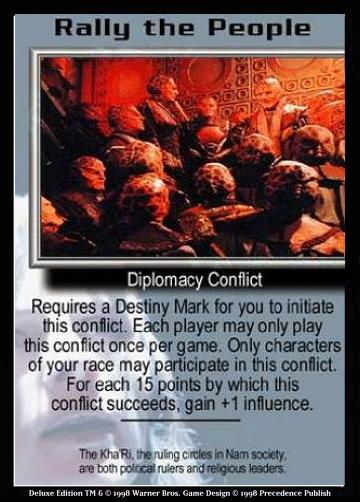 Rally the People
Diplomacy Conflict
Requires a Destiny Mark for you to initiate
this conflict. Each player may only play
this conflict once per game. Only characters
of your race may participate in this conflict.
For each 15 points by which this
conflict succeeds, gain +1 influence.
The Kha'Ri, the ruling circles in Narn society,
are both political rulers and religious leaders.
Deluxe Edition TM & © 1998 Warner Bros. Game Design © 1998 Precedence Publish